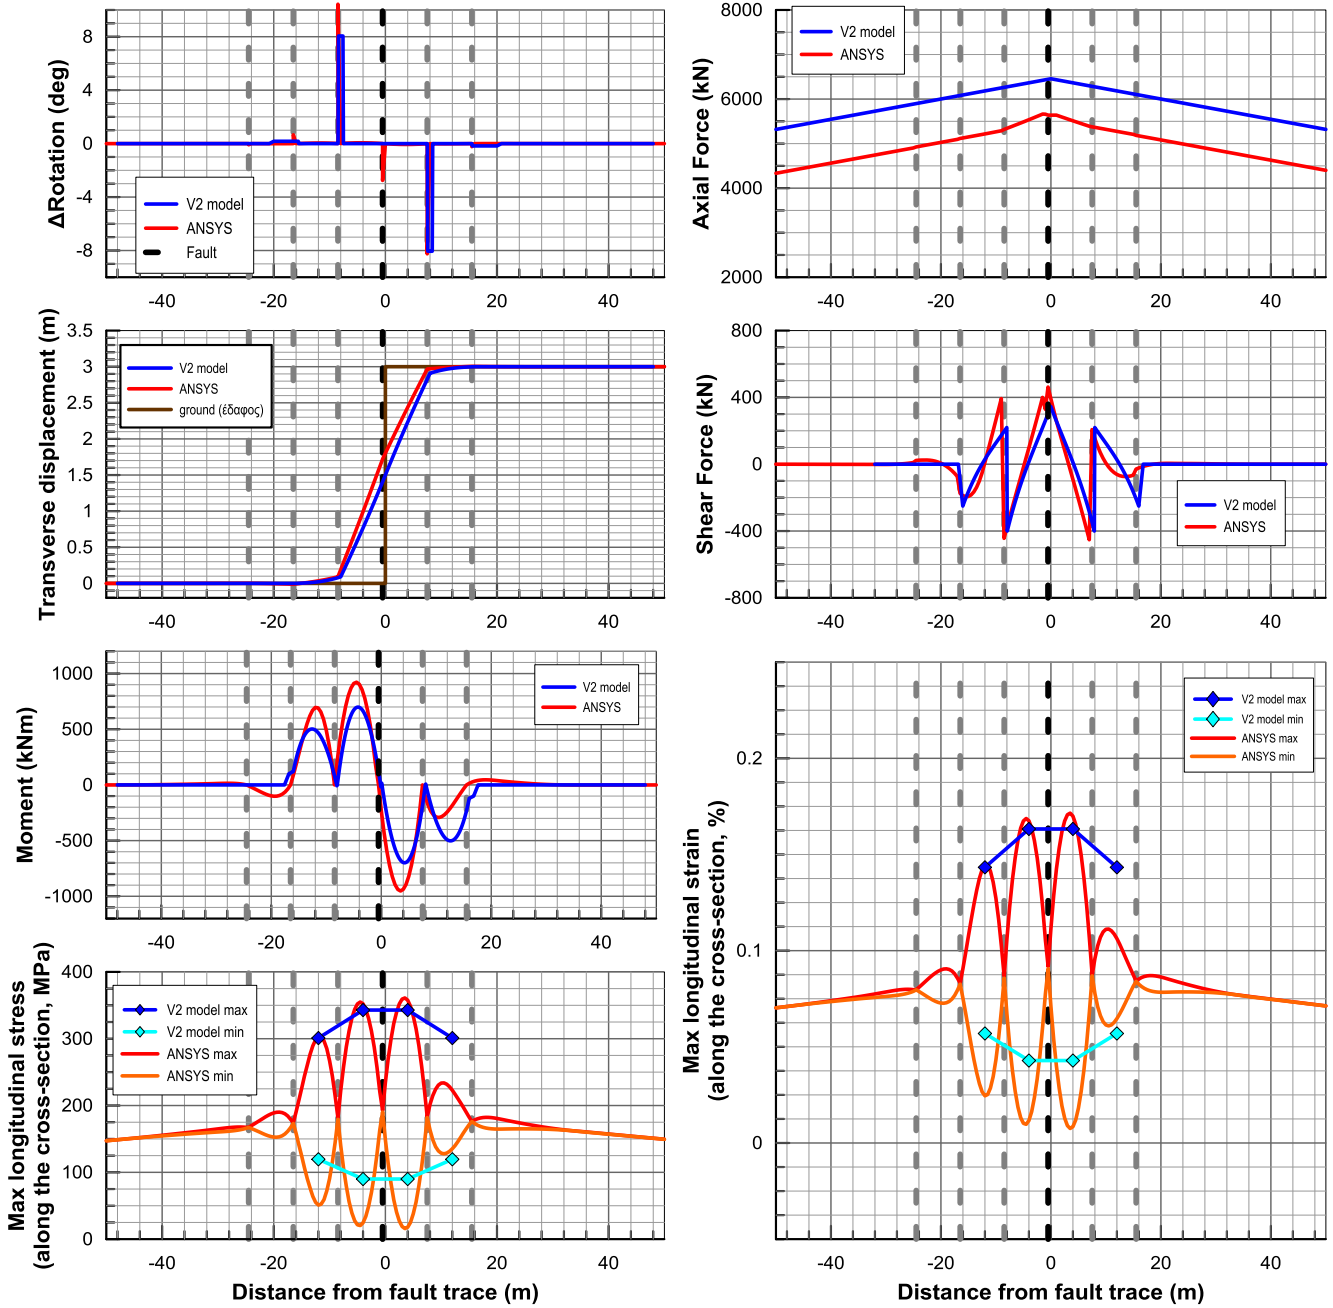 ΔRotation (deg)
8
4
0
-4
-8
V2 model
ANSYS
Fault
-40
-20
0
20
40
Axial Force (kN)
8000
6000
4000
2000
V2 model
ANSYS
-40
-20
0
20
40
Transverse displacement (m)
3.5
3
2.5
2
1.5
1
0.5
0
V2 model
ANSYS
ground (έδαφος)
-40
-20
0
20
40
Shear Force (kN)
800
400
0
-400
-800
V2 model
ANSYS
-40
-20
0
20
40
Moment (kNm)
1000
500
0
-500
-1000
V2 model
ANSYS
-40
-20
0
20
40
Max longitudinal stress
(along the cross-section, MPa)
400
300
200
100
0
V2 model max
V2 model min
ANSYS max
ANSYS min
-40
-20
0
20
40
Distance from fault trace (m)
Max longitudinal strain
(along the cross-section, %)
0.2
0.1
0
V2 model max
V2 model min
ANSYS max
ANSYS min
-40
-20
0
20
40
Distance from fault trace (m)